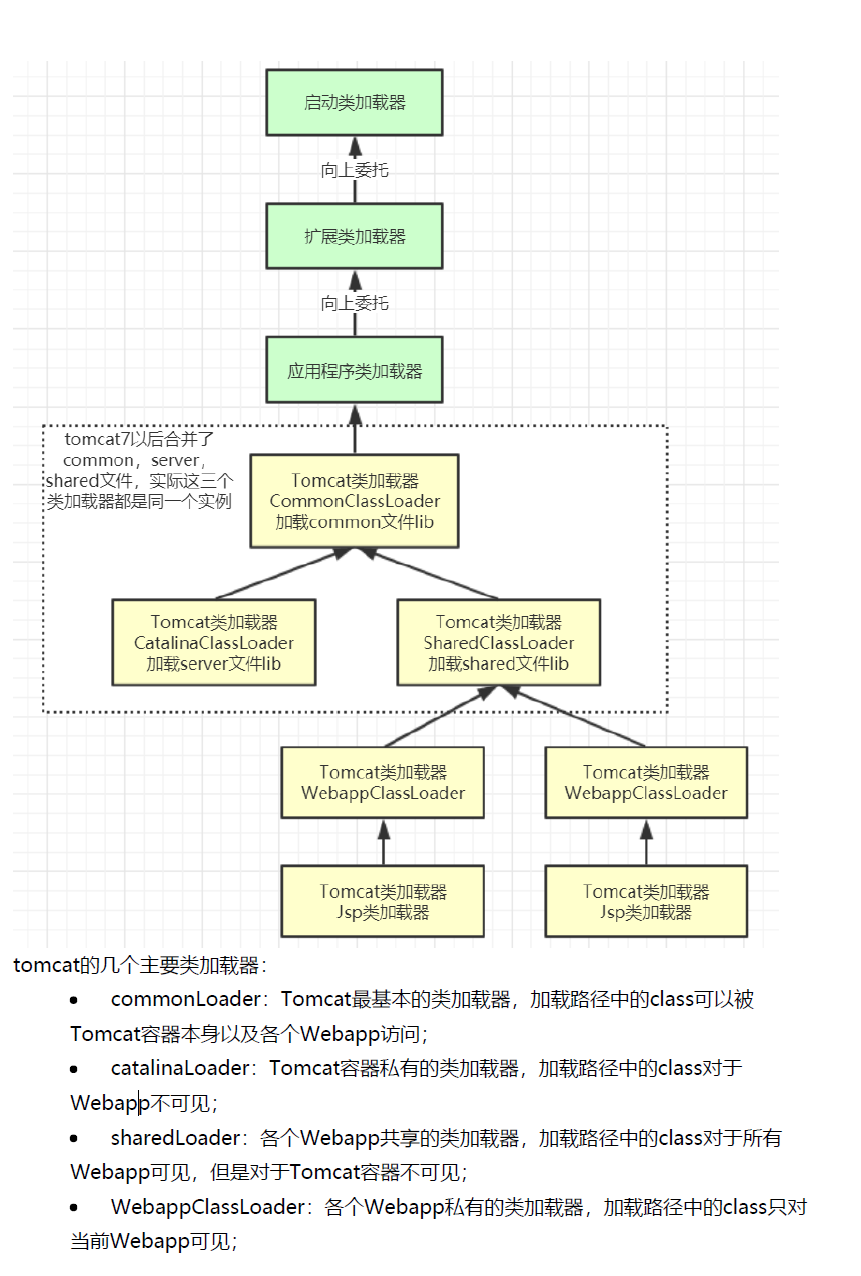 启动类加载器
向上委托
扩展类加载器
向上委托
应用程序类加载器
tomcat7以后合并了
common，server，
shared文件，实际这三个
类加载器都是同一个实例
Tomcat类加载器
CommonClassLoader
加载common文件lib
Tomcat类加载器
CatalinaClassLoader
加载server文件lib
Tomcat类加载器
SharedClassLoader
加载shared文件lib
Tomcat类加载器
WebappClassLoader
Tomcat类加载器
WebappClassLoader
Tomcat类加载器
Jsp类加载器
Tomcat类加载器
Jsp类加载器
tomcat的几个主要类加载器：
• commonLoader：Tomcat最基本的类加载器，加载路径中的class可以被
Tomcat容器本身以及各个Webapp访问；
• catalinaLoader：Tomcat容器私有的类加载器，加载路径中的class对于
Webapp不可见；
• sharedLoader：各个Webapp共享的类加载器，加载路径中的class对于所有
Webapp可见，但是对于Tomcat容器不可见；
• WebappClassLoader：各个Webapp私有的类加载器，加载路径中的class只对
当前Webapp可见；